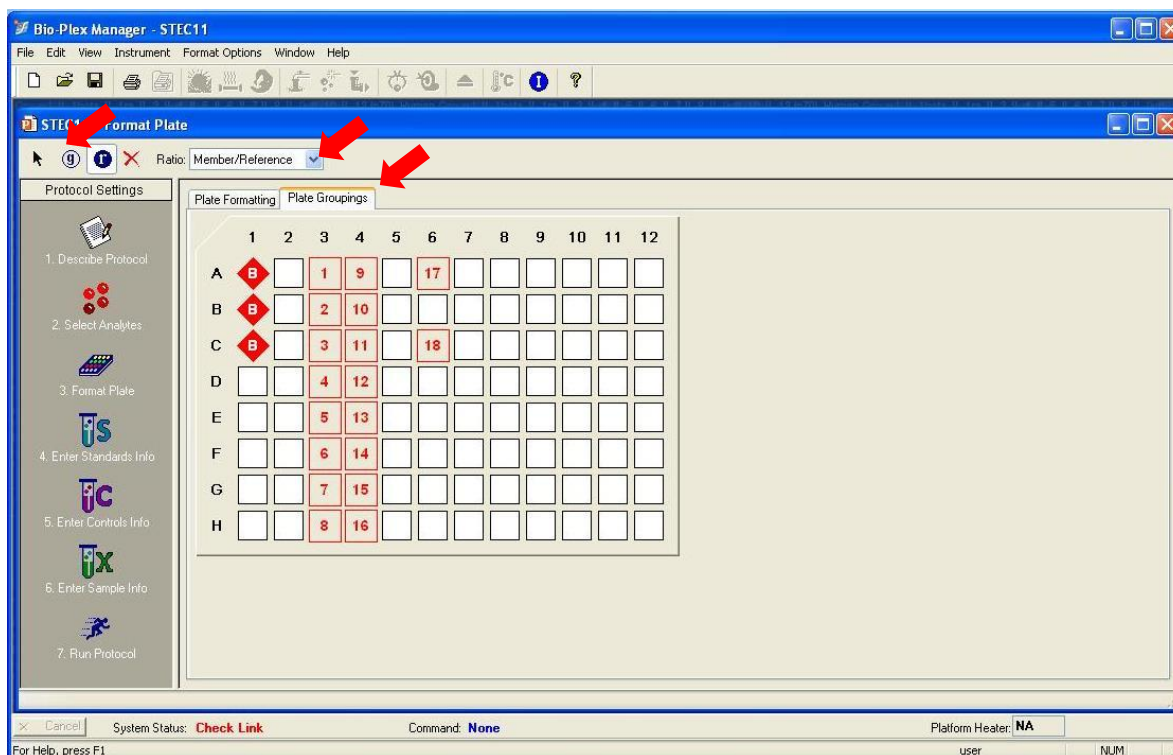 Bio-Plex Manager - STEC11
File Edit View Instrument Format Options Window Help
°C I ?
Format Plate
g r Ratio: Member/Reference
Protocol Settings
Plate Formatting Plate Groupings
1. Describe Protocol
2. Select Analytes
3. Format Plate
S
4. Enter Standards Info
C
5. Enter Controls Info
X
6. Enter Sample Info
7. Run Protocol
1 2 3 4 5 6 7 8 9 10 11 12
A B 1 9 17
B B 2 10
C B 3 11 18
D 4 12
E 5 13
F 6 14
G 7 15
H 8 16
Cancel System Status: Check Link Command: None Platform Heater: NA
For Help, press F1 user NUM